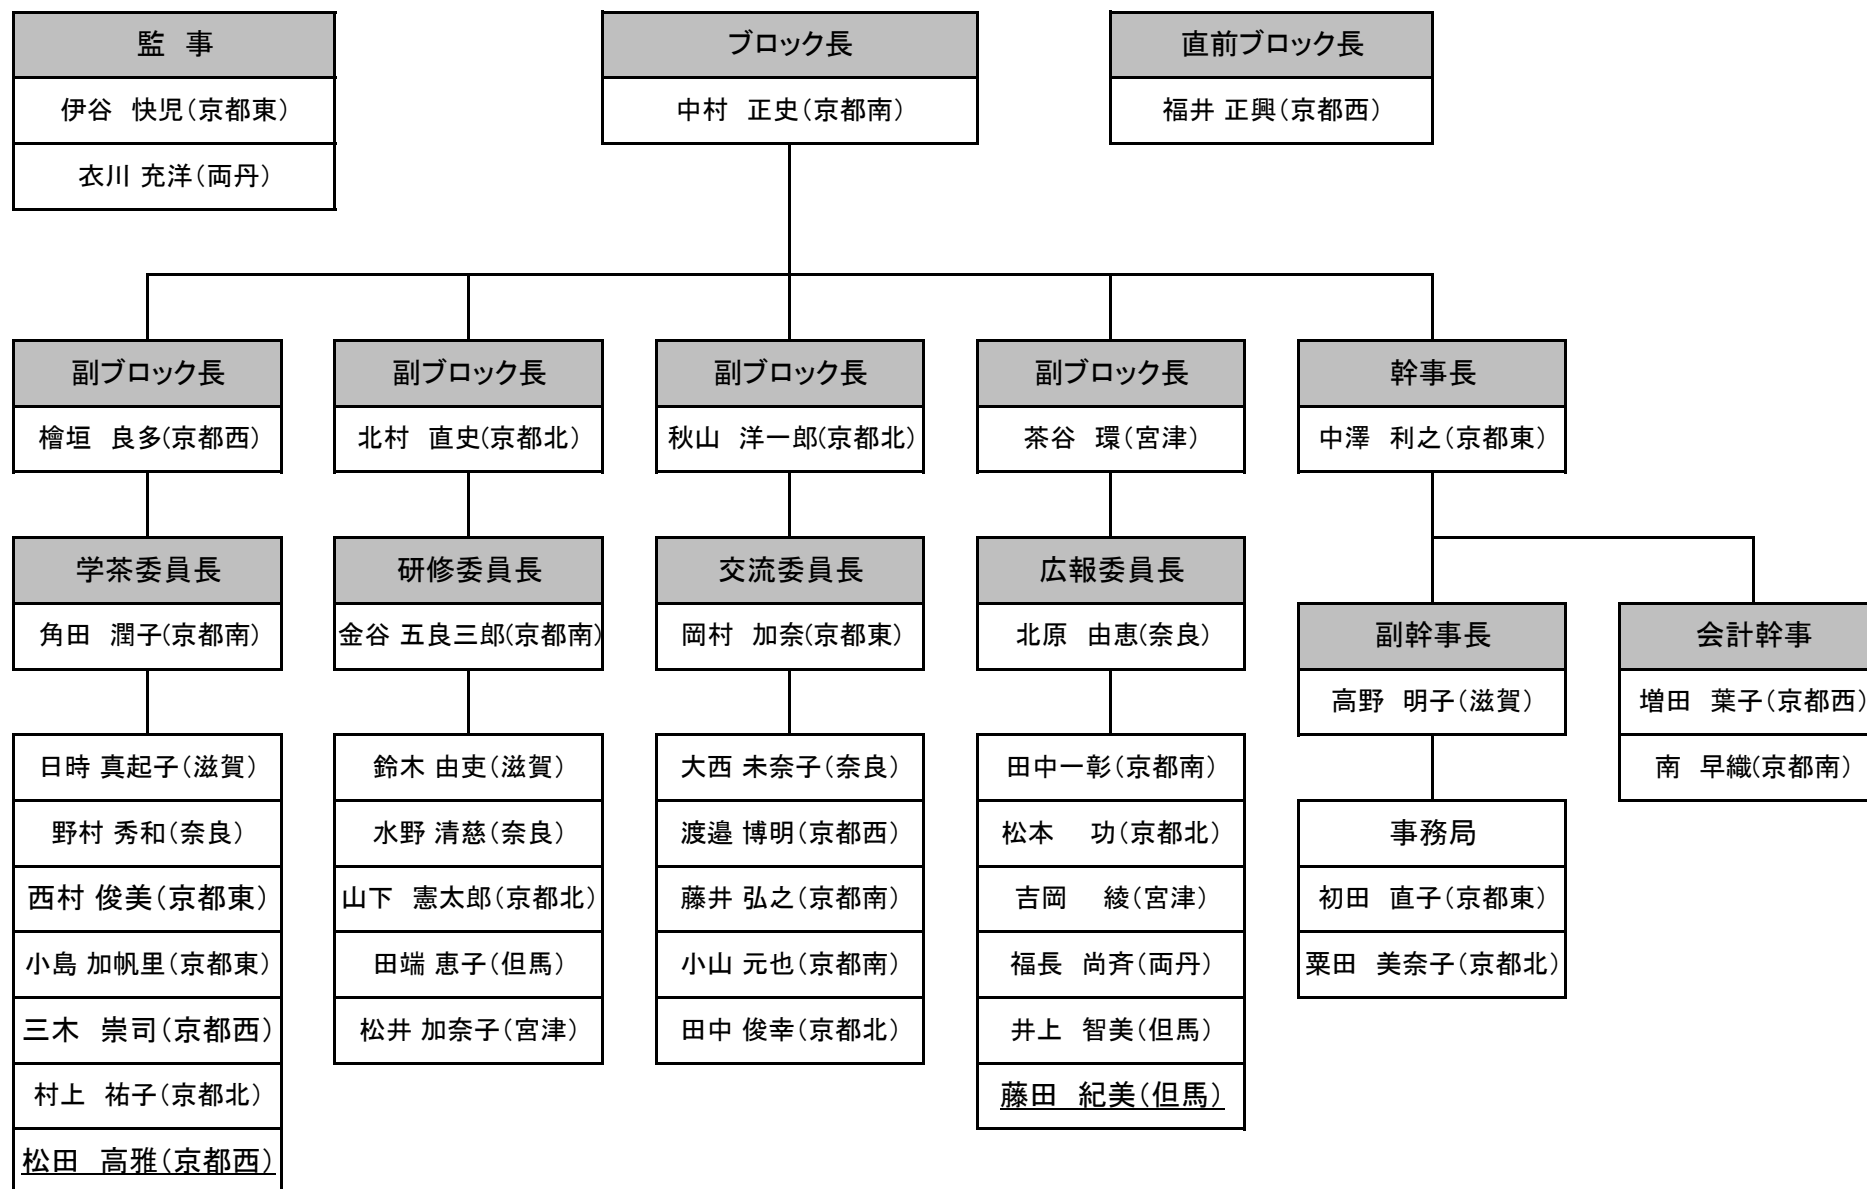 監　事
伊谷　快児（京都東）
衣川 充洋（両丹）
ブロック長
中村　正史（京都南）
直前ブロック長
福井 正興（京都西）
副ブロック長
檜垣　良多(京都西）
学茶委員長
角田　潤子(京都南）
日時 真起子（滋賀）
野村 秀和（奈良）
西村 俊美（京都東）
小島 加帆里（京都東）
三木　崇司（京都西）
村上　祐子（京都北）
松田　高雅（京都西）
副ブロック長
北村　直史(京都北）
研修委員長
金谷 五良三郎(京都南）
鈴木 由吏（滋賀）
水野 清慈（奈良）
山下　憲太郎（京都北）
田端 恵子（但馬）
松井 加奈子（宮津）
副ブロック長
秋山　洋一郎(京都北）
交流委員長
岡村　加奈(京都東）
大西 未奈子（奈良）
渡邉 博明（京都西）
藤井 弘之（京都南）
小山 元也（京都南）
田中 俊幸（京都北）
副ブロック長
茶谷　環（宮津）
広報委員長
北原　由恵(奈良）
田中一彰（京都南）
松本　功（京都北）
吉岡　綾（宮津）
福長　尚斉（両丹）
井上　智美（但馬）
藤田　紀美（但馬）
幹事長
中澤　利之（京都東）
副幹事長
高野　明子（滋賀）
事務局
初田　直子（京都東）
粟田　美奈子（京都北）
会計幹事
増田　葉子（京都西）
南　早織(京都南）